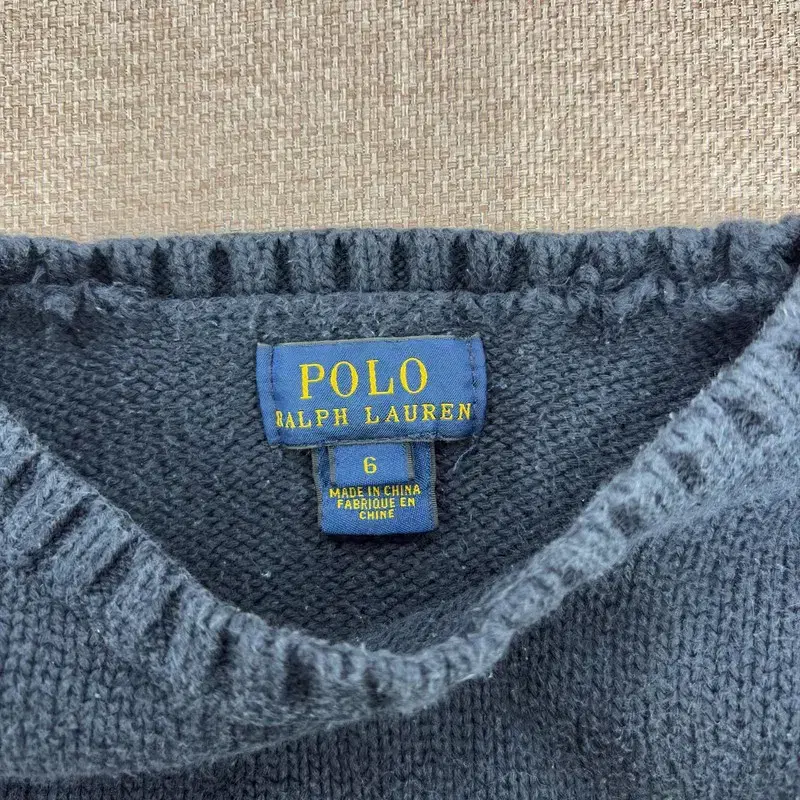 POLO
RALPH LAUREN
6
MADE IN CHINA
FABRIQUE EN
CHINE